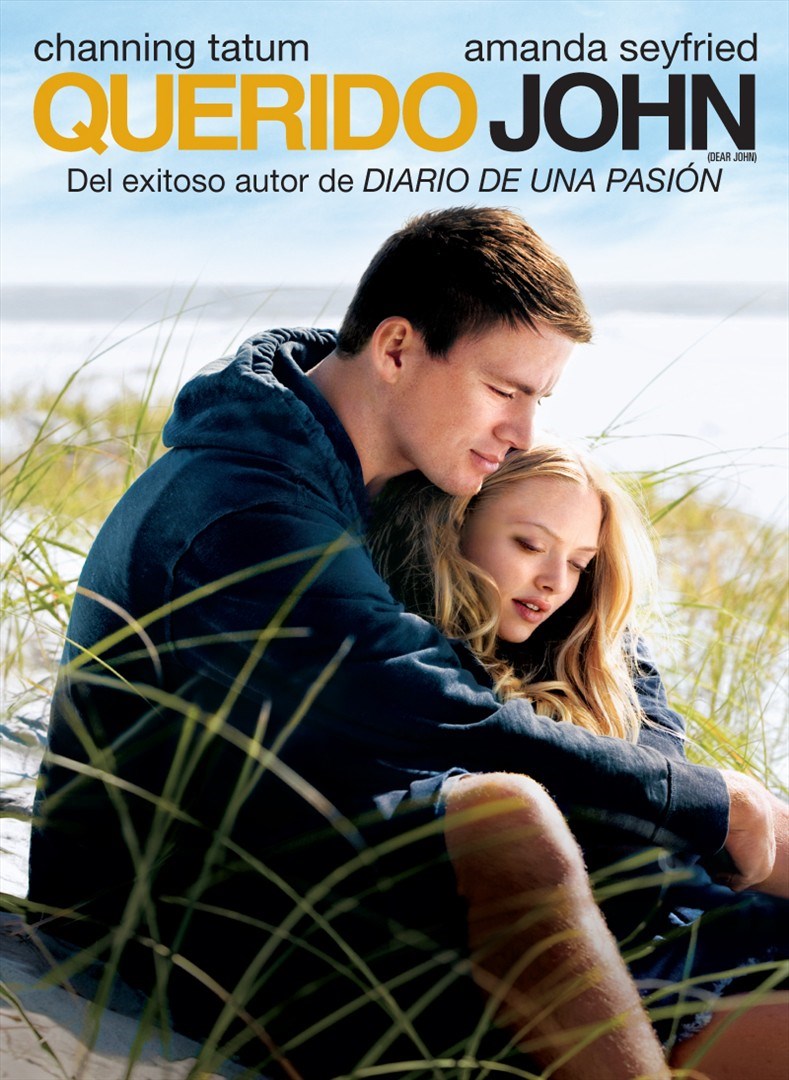 channing tatum amanda seyfried
QUERIDO JOHN
(DEAR JOHN)
Del exitoso autor de DIARIO DE UNA PASIÓN